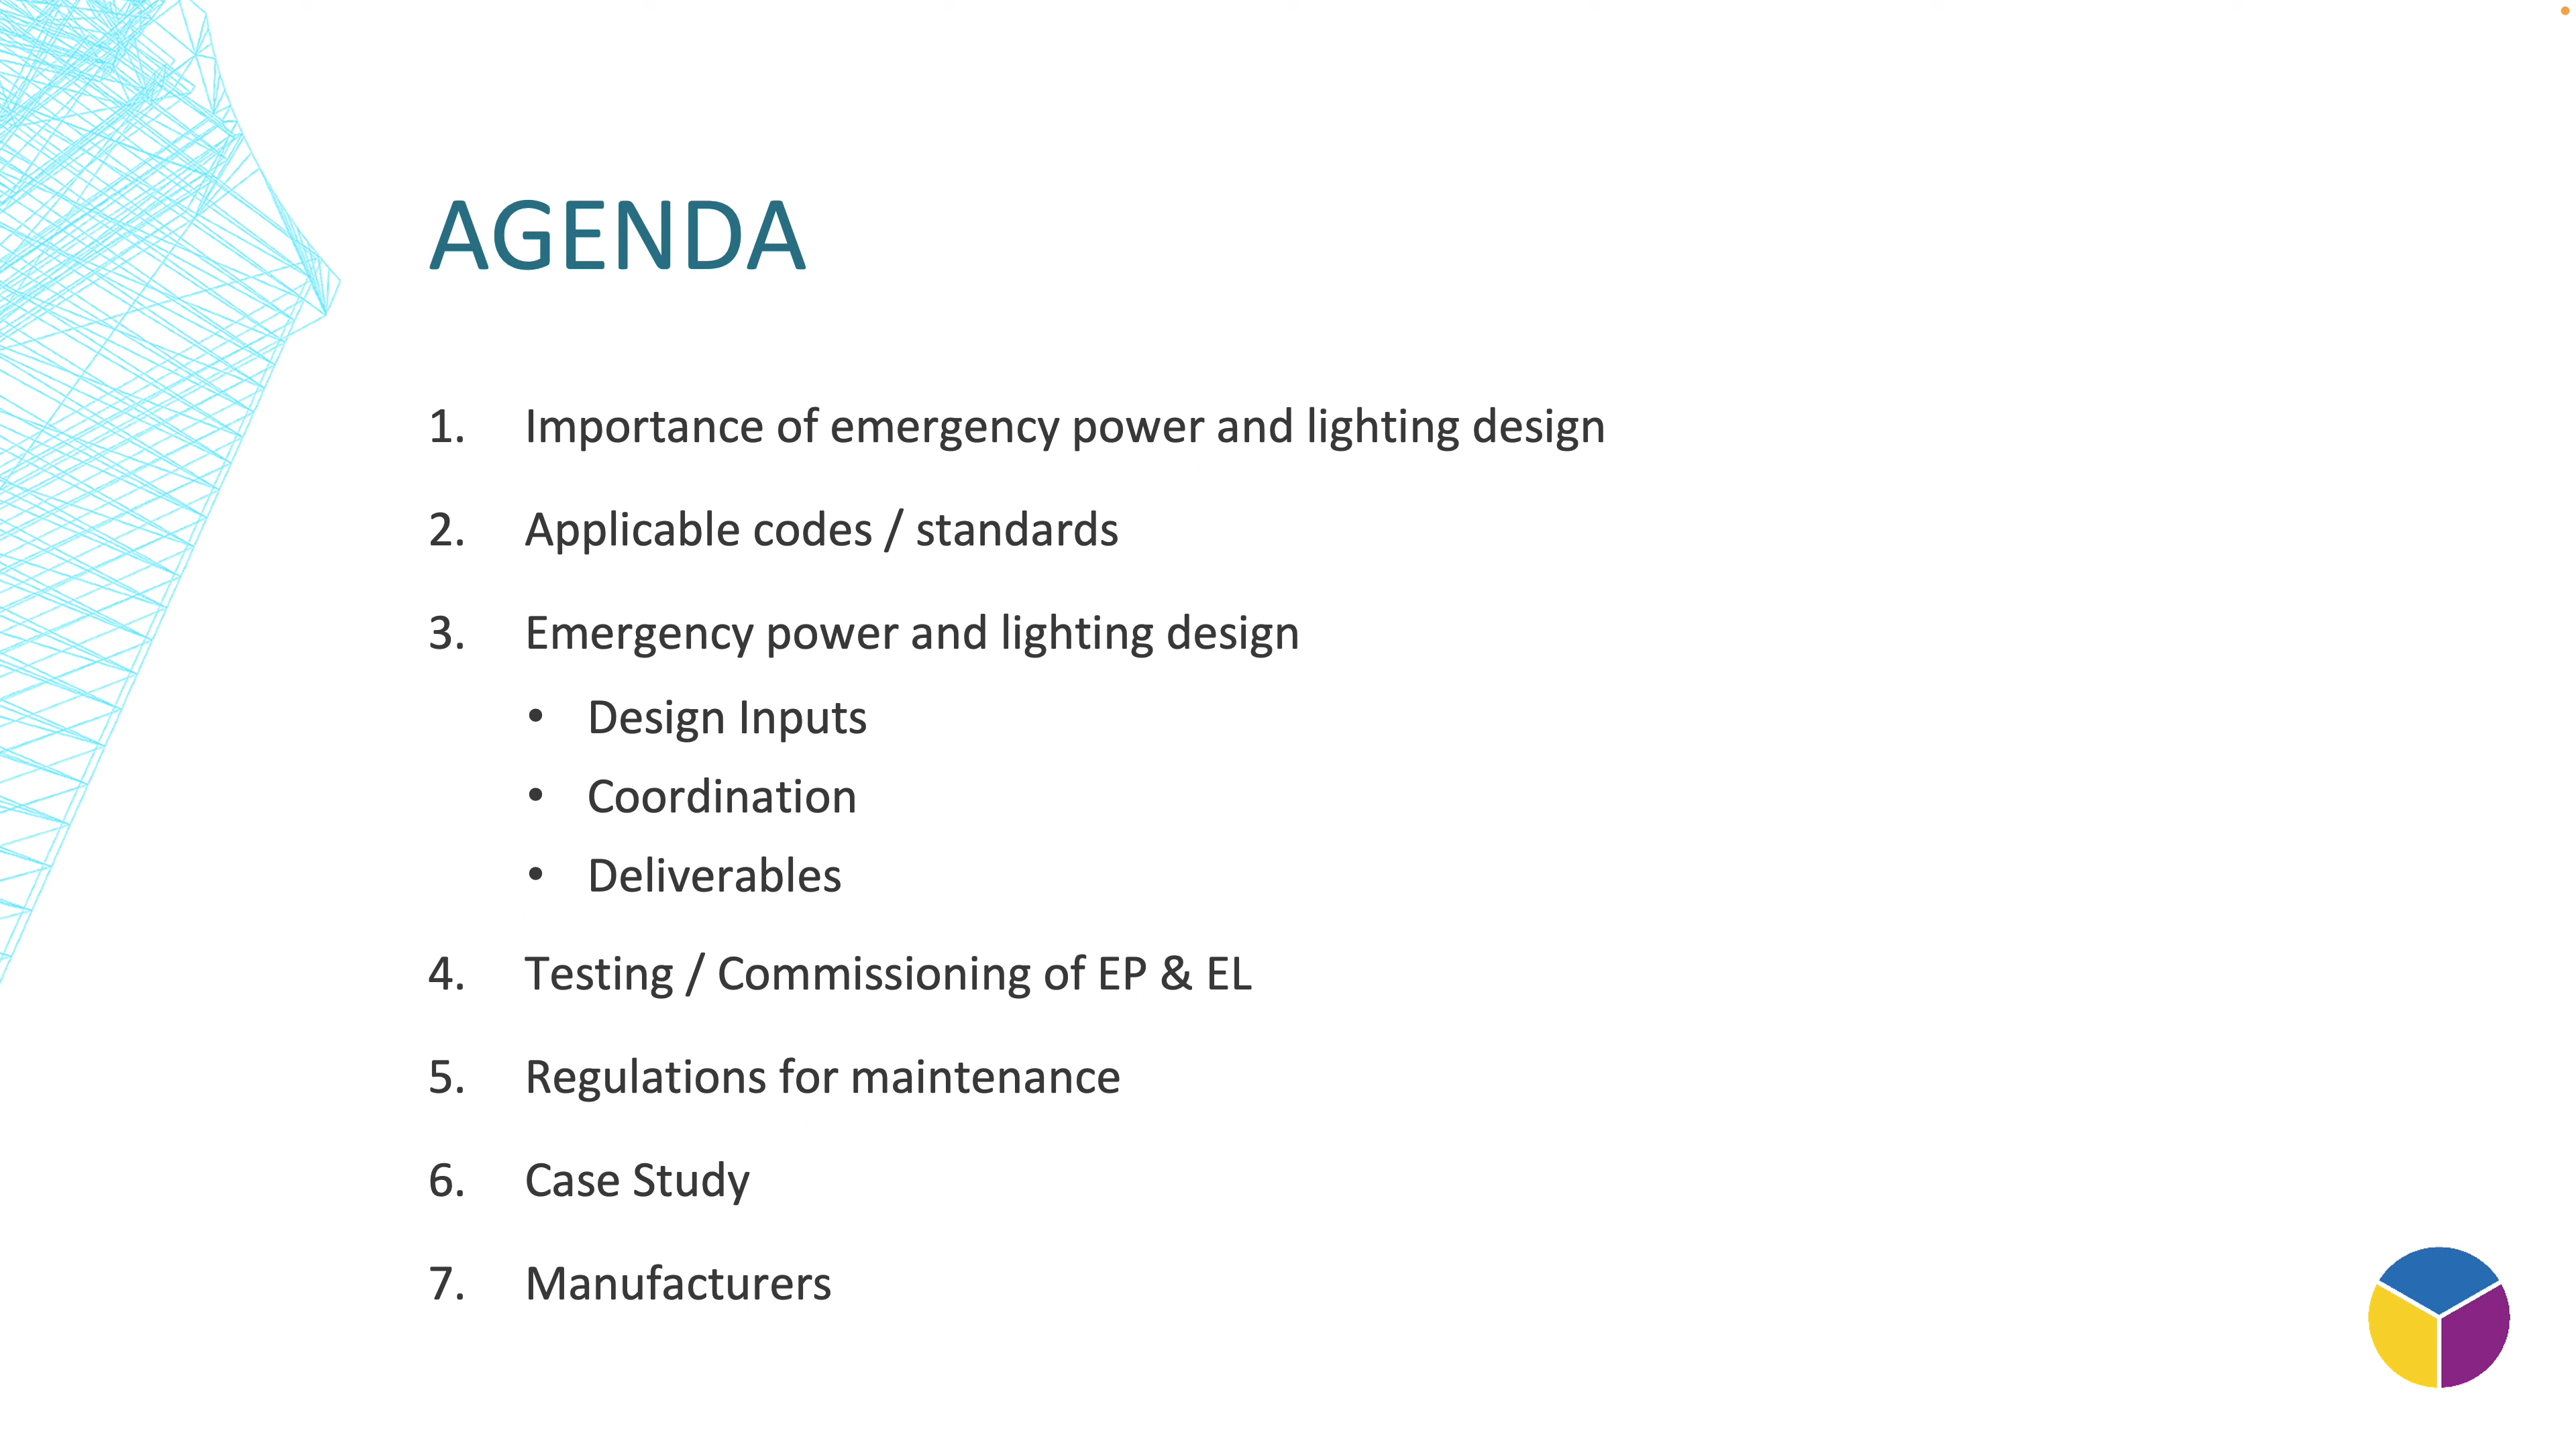 AGENDA
1. Importance of emergency power and lighting design
2. Applicable codes / standards
3. Emergency power and lighting design
• Design Inputs
• Coordination
• Deliverables
4. Testing / Commissioning of EP & EL
5. Regulations for maintenance
6. Case Study
7. Manufacturers